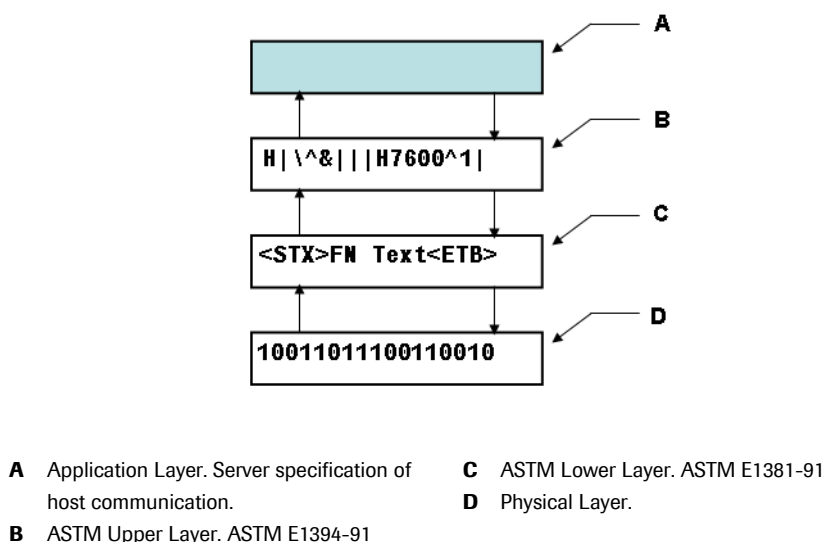 A
H|\^&|||H7600^1|
B
<STX>FN Text<ETB>
C
10011011100110010
D
A Application Layer. Server specification of
host communication.
B ASTM Upper Layer. ASTM E1394-91
C ASTM Lower Layer. ASTM E1381-91
D Physical Layer.